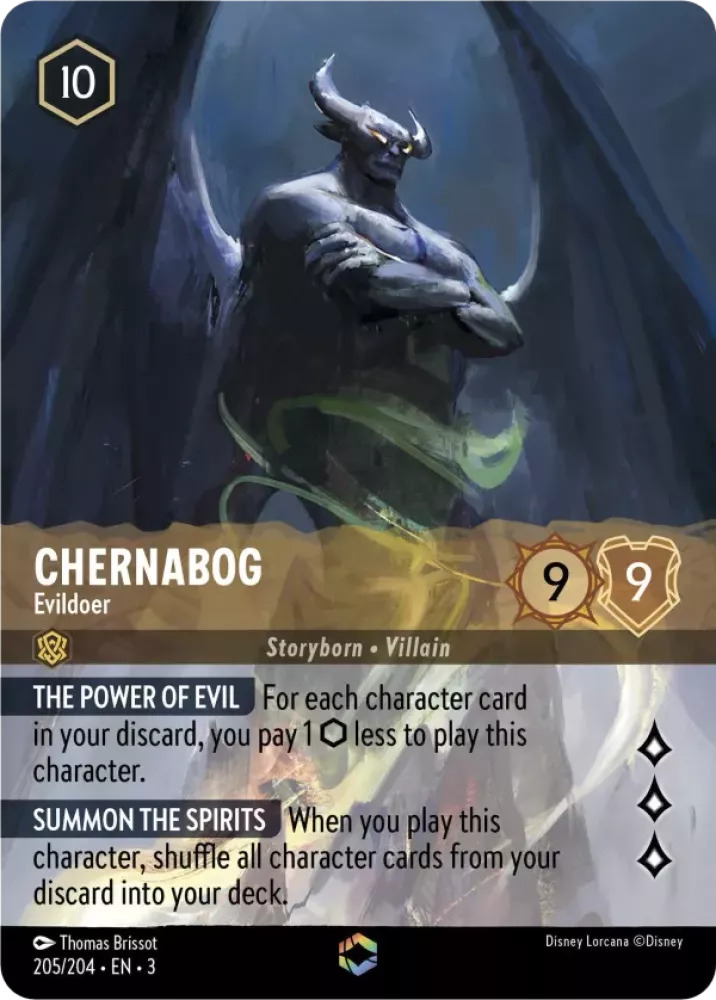 10
CHERNABOG
Evildoer
9 9
Storyborn • Villain
THE POWER OF EVIL For each character card
in your discard, you pay 1 ⬡ less to play this
character.
SUMMON THE SPIRITS When you play this
character, shuffle all character cards from your
discard into your deck.
Thomas Brissot
205/204 • EN • 3
Disney Lorcana ©Disney